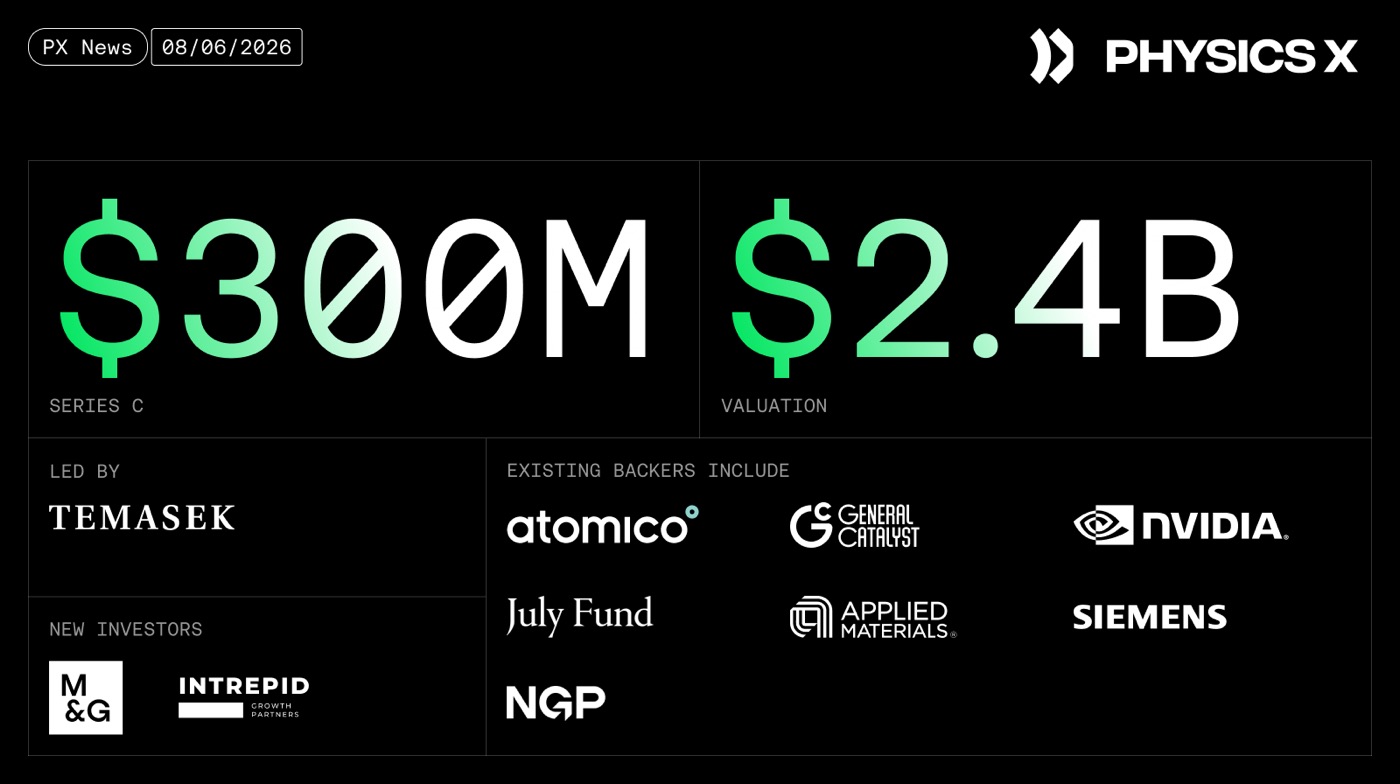 PX News 08/06/2026
PHYSICS X
$300M
SERIES C
$2.4B
VALUATION
LED BY
TEMASEK
NEW INVESTORS
M
&G
INTREPID
GROWTH
PARTNERS
EXISTING BACKERS INCLUDE
atomico
GC GENERAL
CATALYST
NVIDIA®
July Fund
APPLIED
MATERIALS®
SIEMENS
NGP